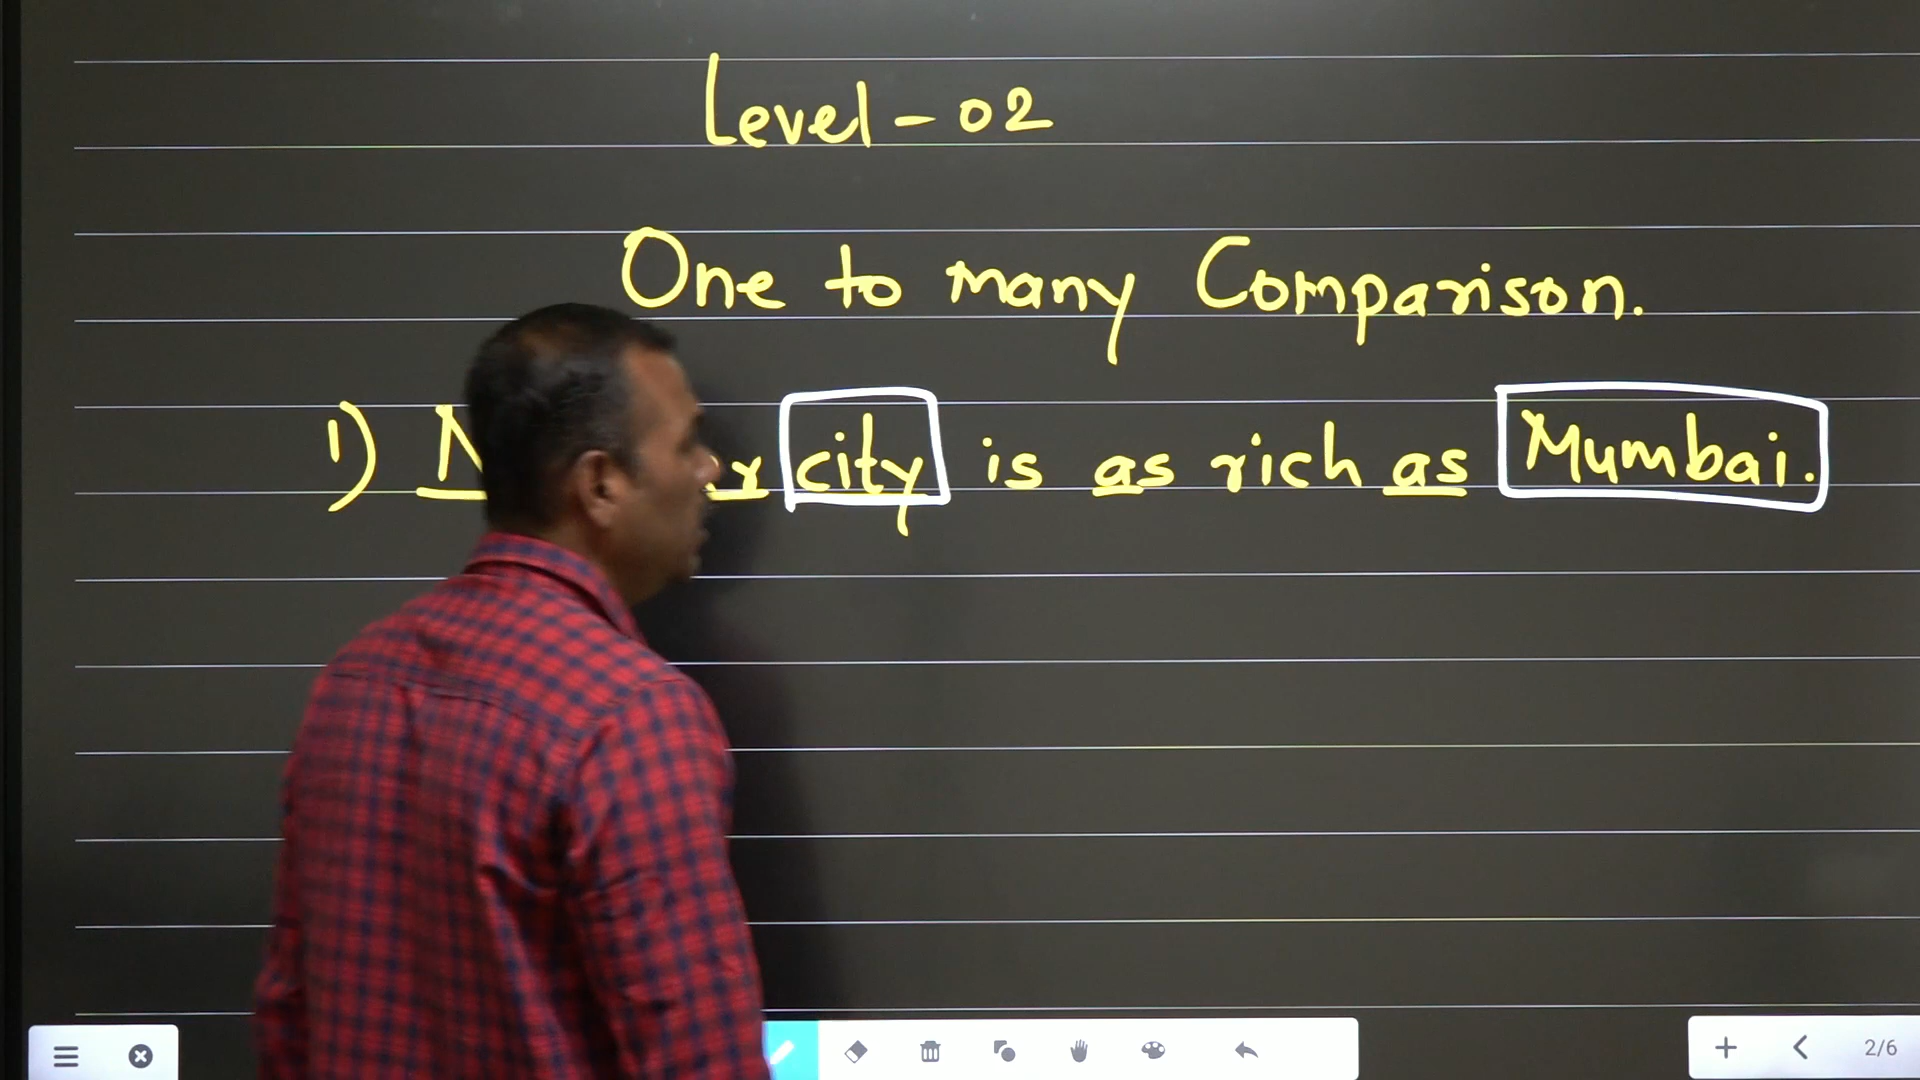 Level - 02
One to many Comparison.
1) city is as rich as Mumbai.
2/6